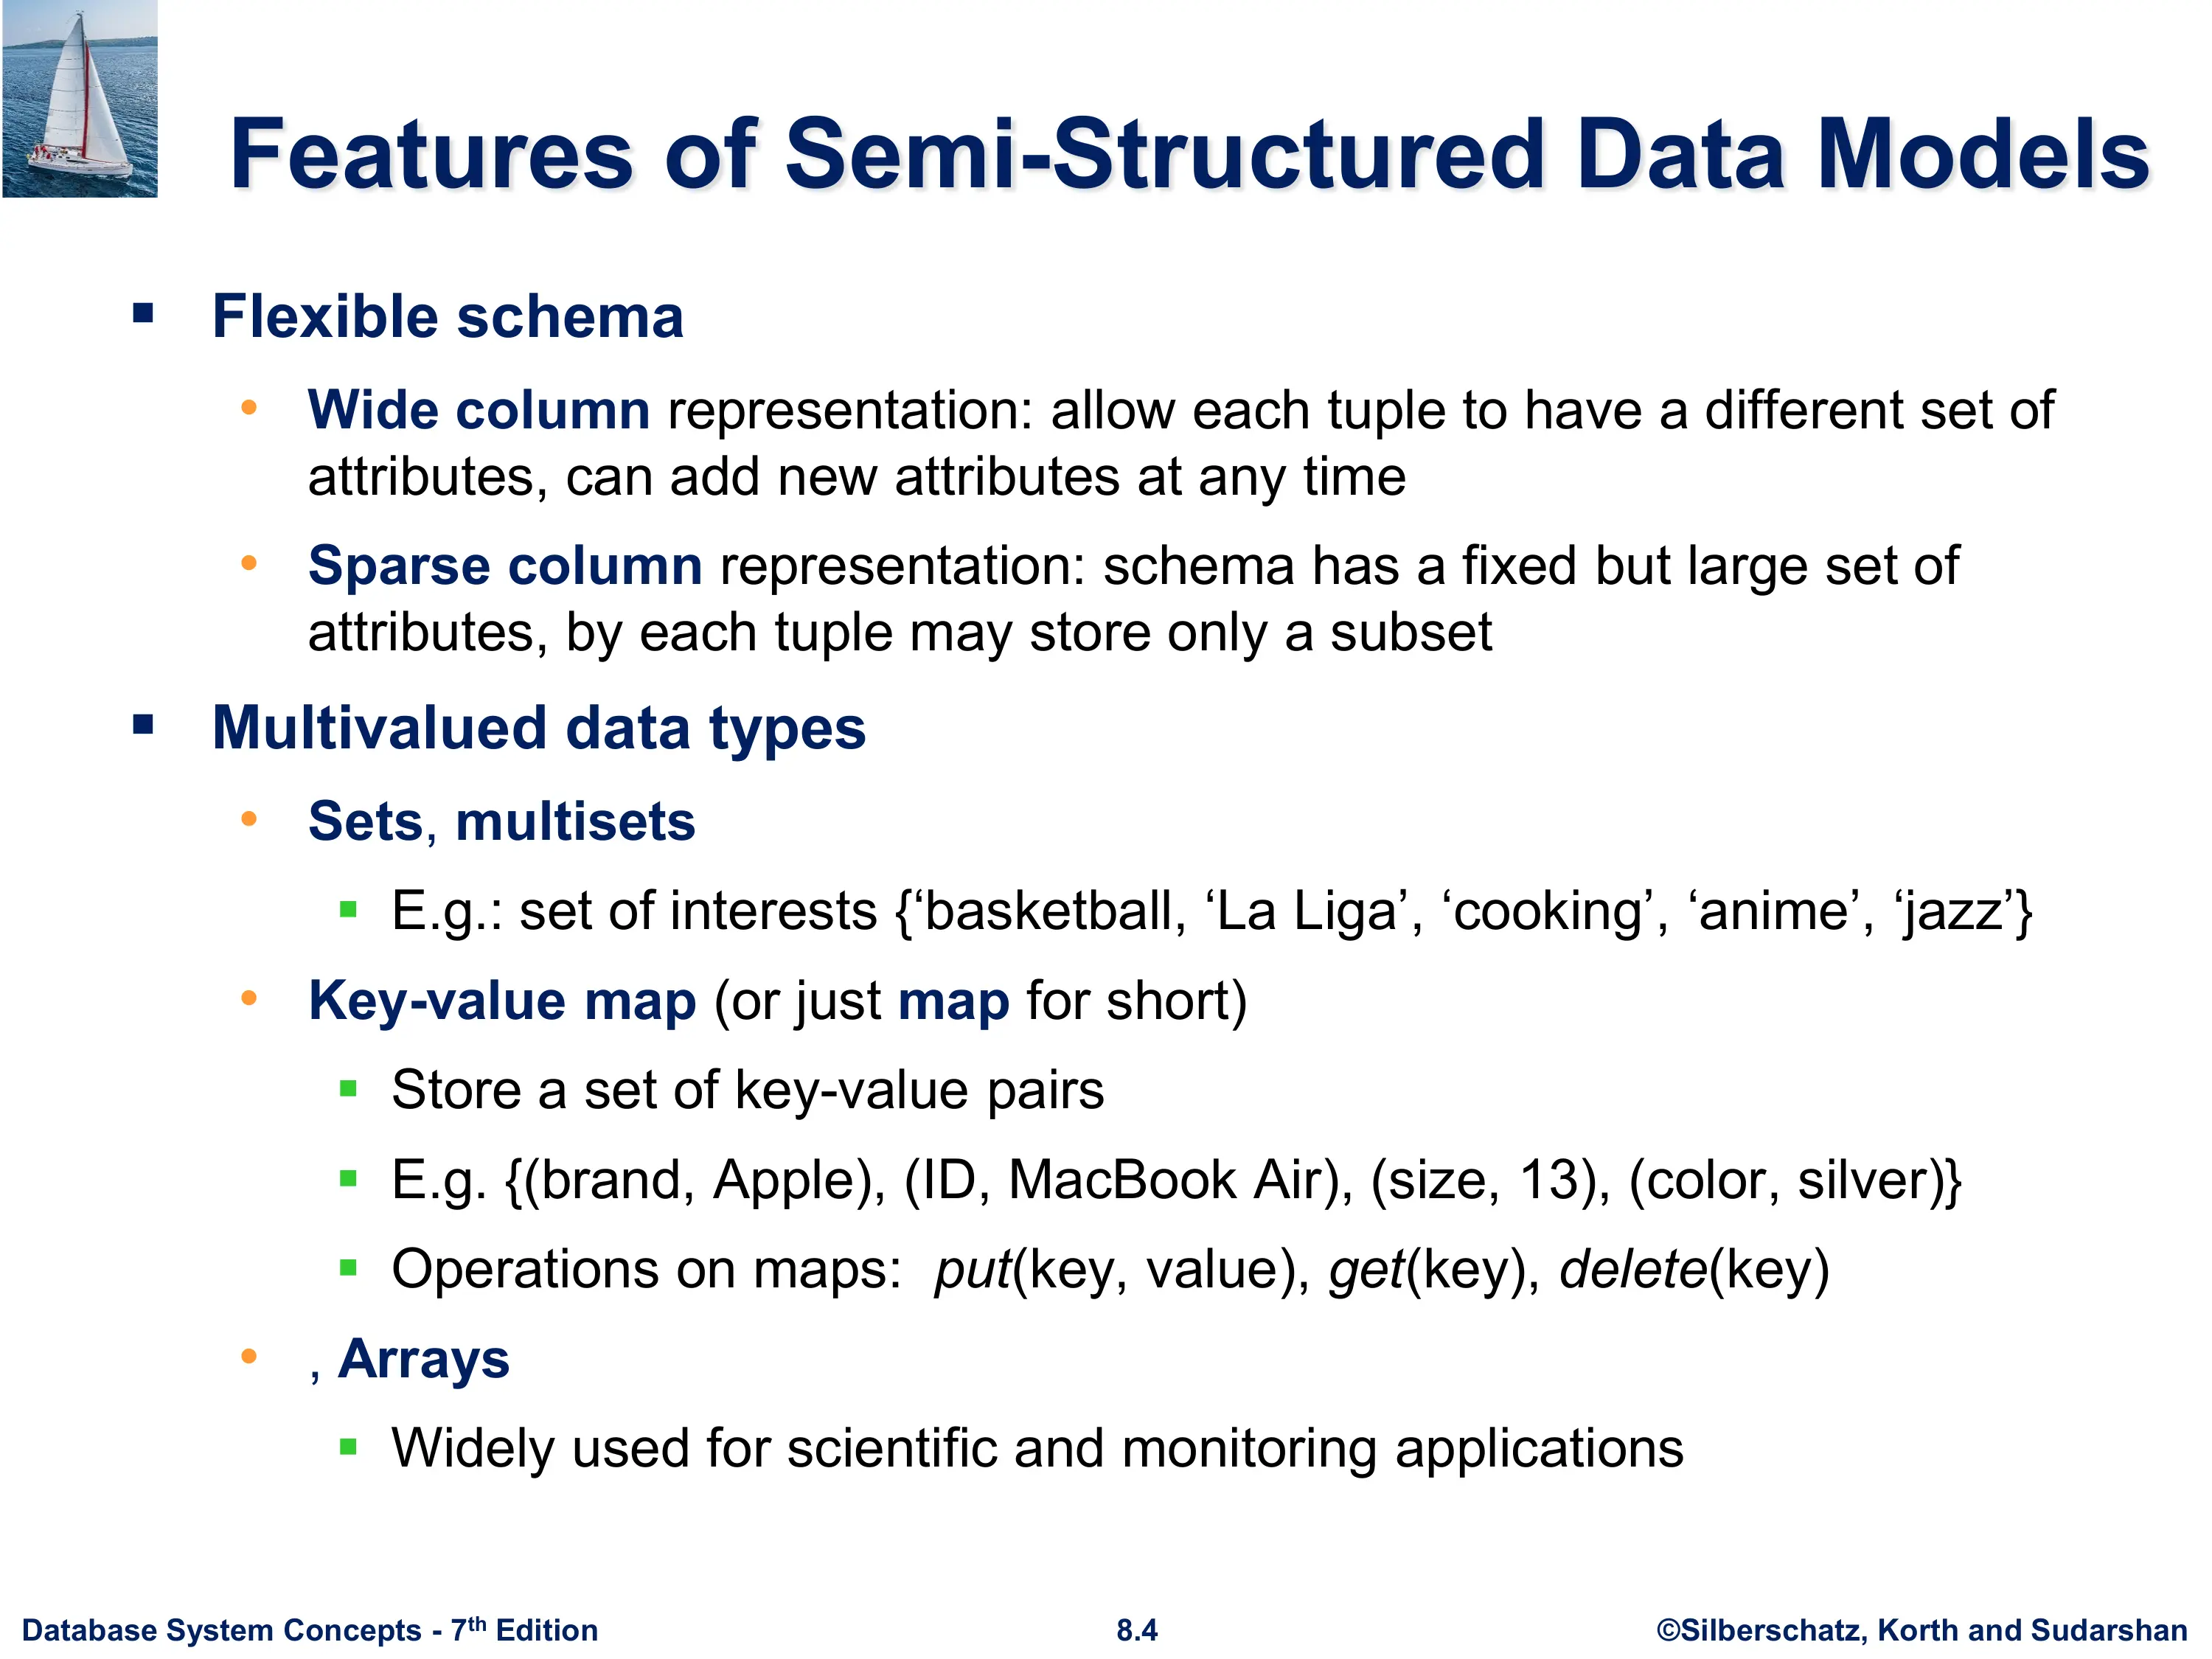 Features of Semi-Structured Data Models
▪ Flexible schema
• Wide column representation: allow each tuple to have a different set of
attributes, can add new attributes at any time
• Sparse column representation: schema has a fixed but large set of
attributes, by each tuple may store only a subset
▪ Multivalued data types
• Sets, multisets
▪ E.g.: set of interests {‘basketball, ‘La Liga’, ‘cooking’, ‘anime’, ‘jazz’}
• Key-value map (or just map for short)
▪ Store a set of key-value pairs
▪ E.g. {(brand, Apple), (ID, MacBook Air), (size, 13), (color, silver)}
▪ Operations on maps: put(key, value), get(key), delete(key)
• , Arrays
▪ Widely used for scientific and monitoring applications
Database System Concepts - 7th Edition 8.4 ©Silberschatz, Korth and Sudarshan